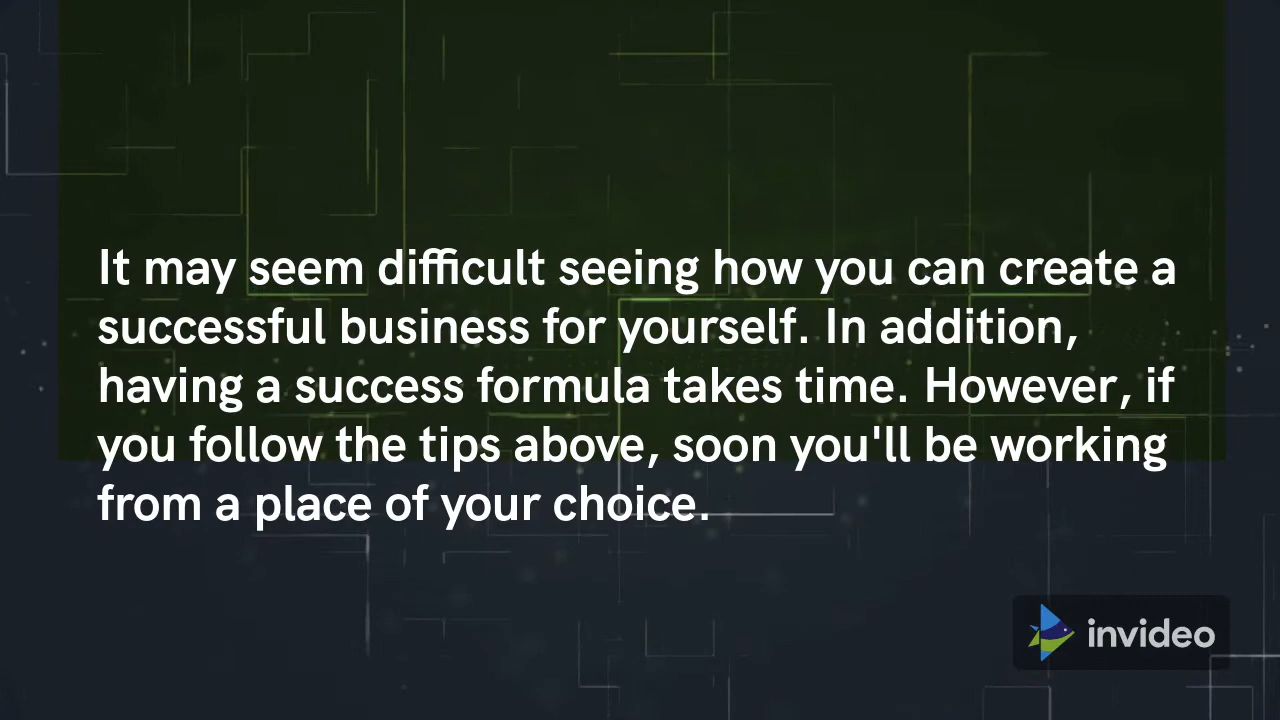 It may seem difficult seeing how you can create a
successful business for yourself. In addition,
having a success formula takes time. However, if
you follow the tips above, soon you'll be working
from a place of your choice.
invideo